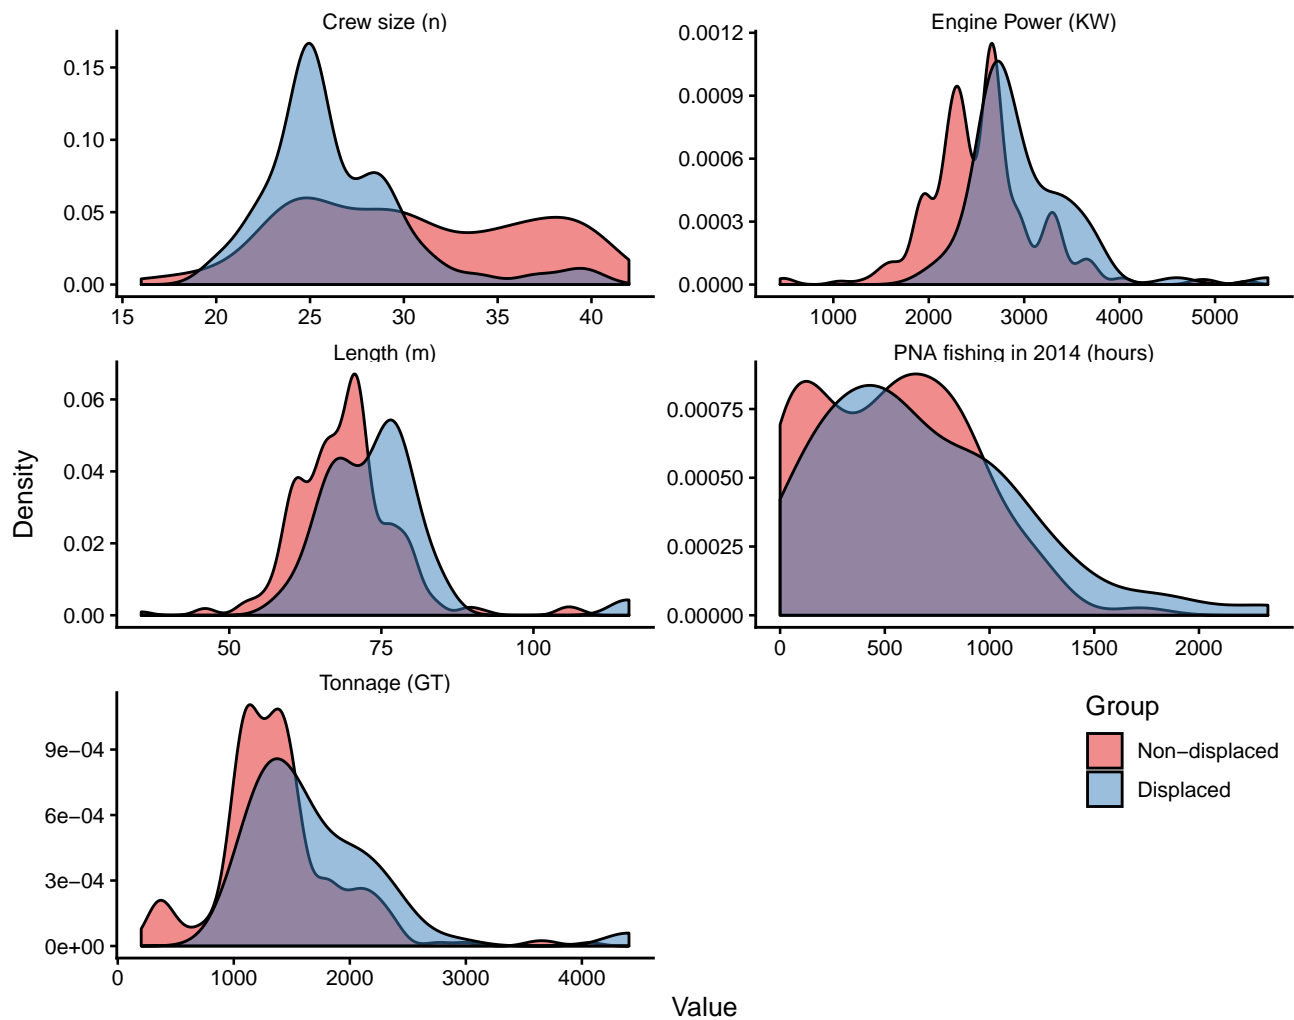 Crew size (n)
0.15
0.10
0.05
0.00
15 20 25 30 35 40
Engine Power (KW)
0.0012
0.0009
0.0006
0.0003
0.0000
1000 2000 3000 4000 5000
Length (m)
0.06
0.04
0.02
0.00
50 75 100
PNA fishing in 2014 (hours)
0.00075
0.00050
0.00025
0.00000
0 500 1000 1500 2000
Tonnage (GT)
9e−04
6e−04
3e−04
0e+00
0 1000 2000 3000 4000
Density
Value
Group
Non−displaced
Displaced